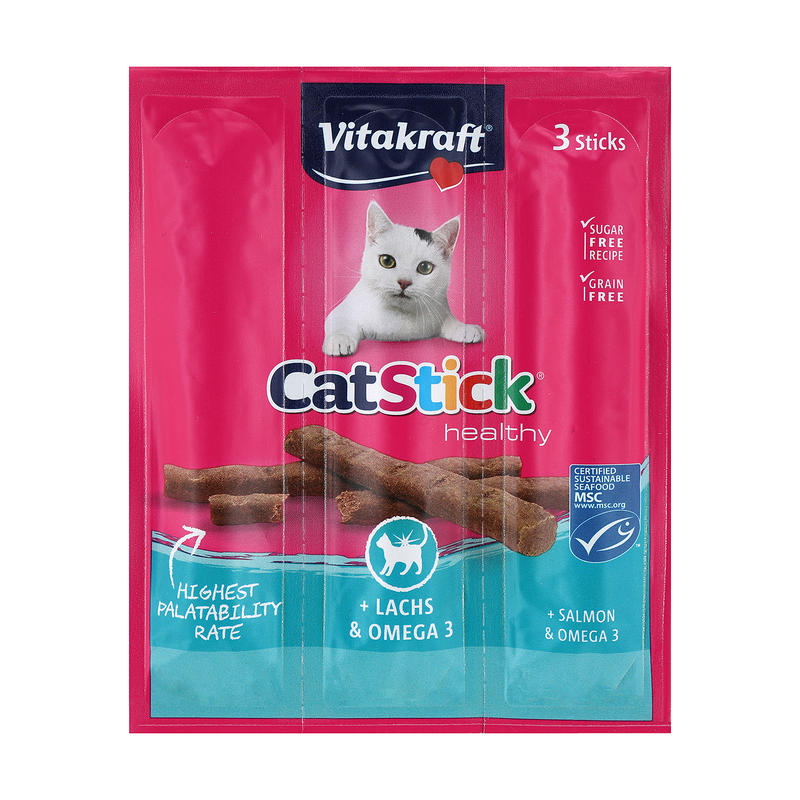 Vitakraft®
3 Sticks
✓SUGAR
FREE
RECIPE
✓GRAIN
FREE
CatStick®
healthy
CERTIFIED
SUSTAINABLE
SEAFOOD
MSC
www.msc.org
™
HIGHEST
PALATABILITY
RATE
+ LACHS
& OMEGA 3
+ SALMON
& OMEGA 3